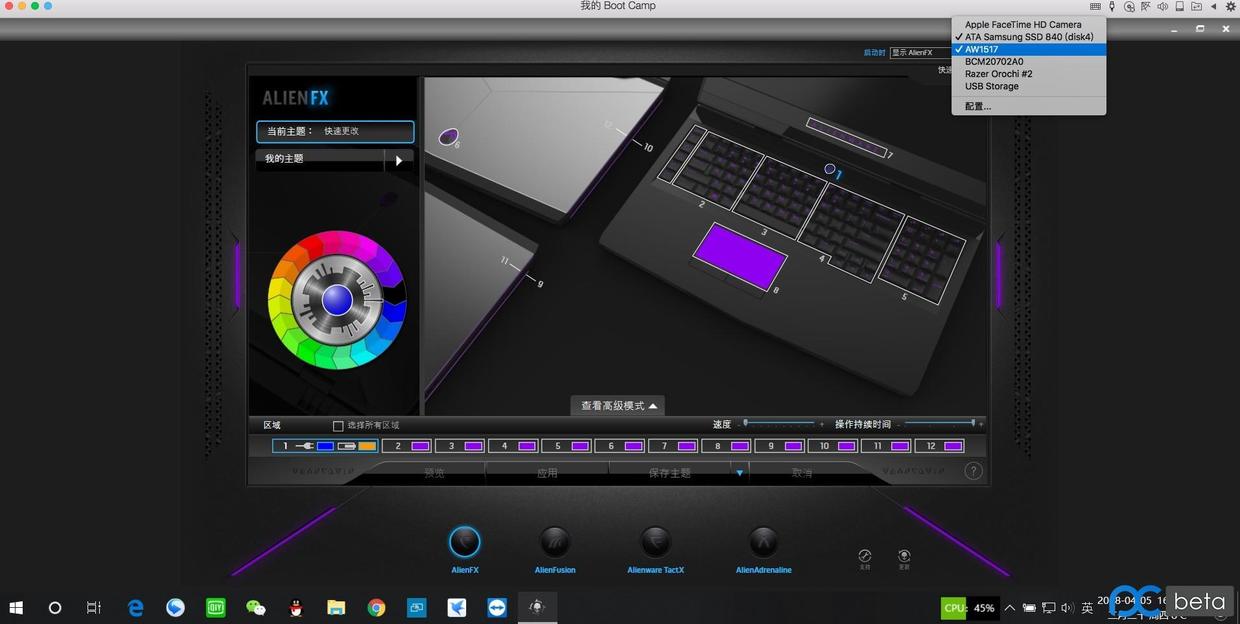 我的 Boot Camp
Apple FaceTime HD Camera
✓ ATA Samsung SSD 840 (disk4)
✓ AW1517
BCM20702A0
Razer Orochi #2
USB Storage
配置...
启动时 显示 AlienFX
快速
ALIENFX
当前主题： 快速更改
我的主题
6
12
10
7
1
2
3
4
5
8
11
9
查看高级模式
区域 选择所有区域 速度 - + 操作持续时间 - +
1 2 3 4 5 6 7 8 9 10 11 12
预览 应用 保存主题 取消 ?
AlienFX AlienFusion Alienware TactX AlienAdrenaline 支持 更新
DIY
CPU: 45% 英
pc beta